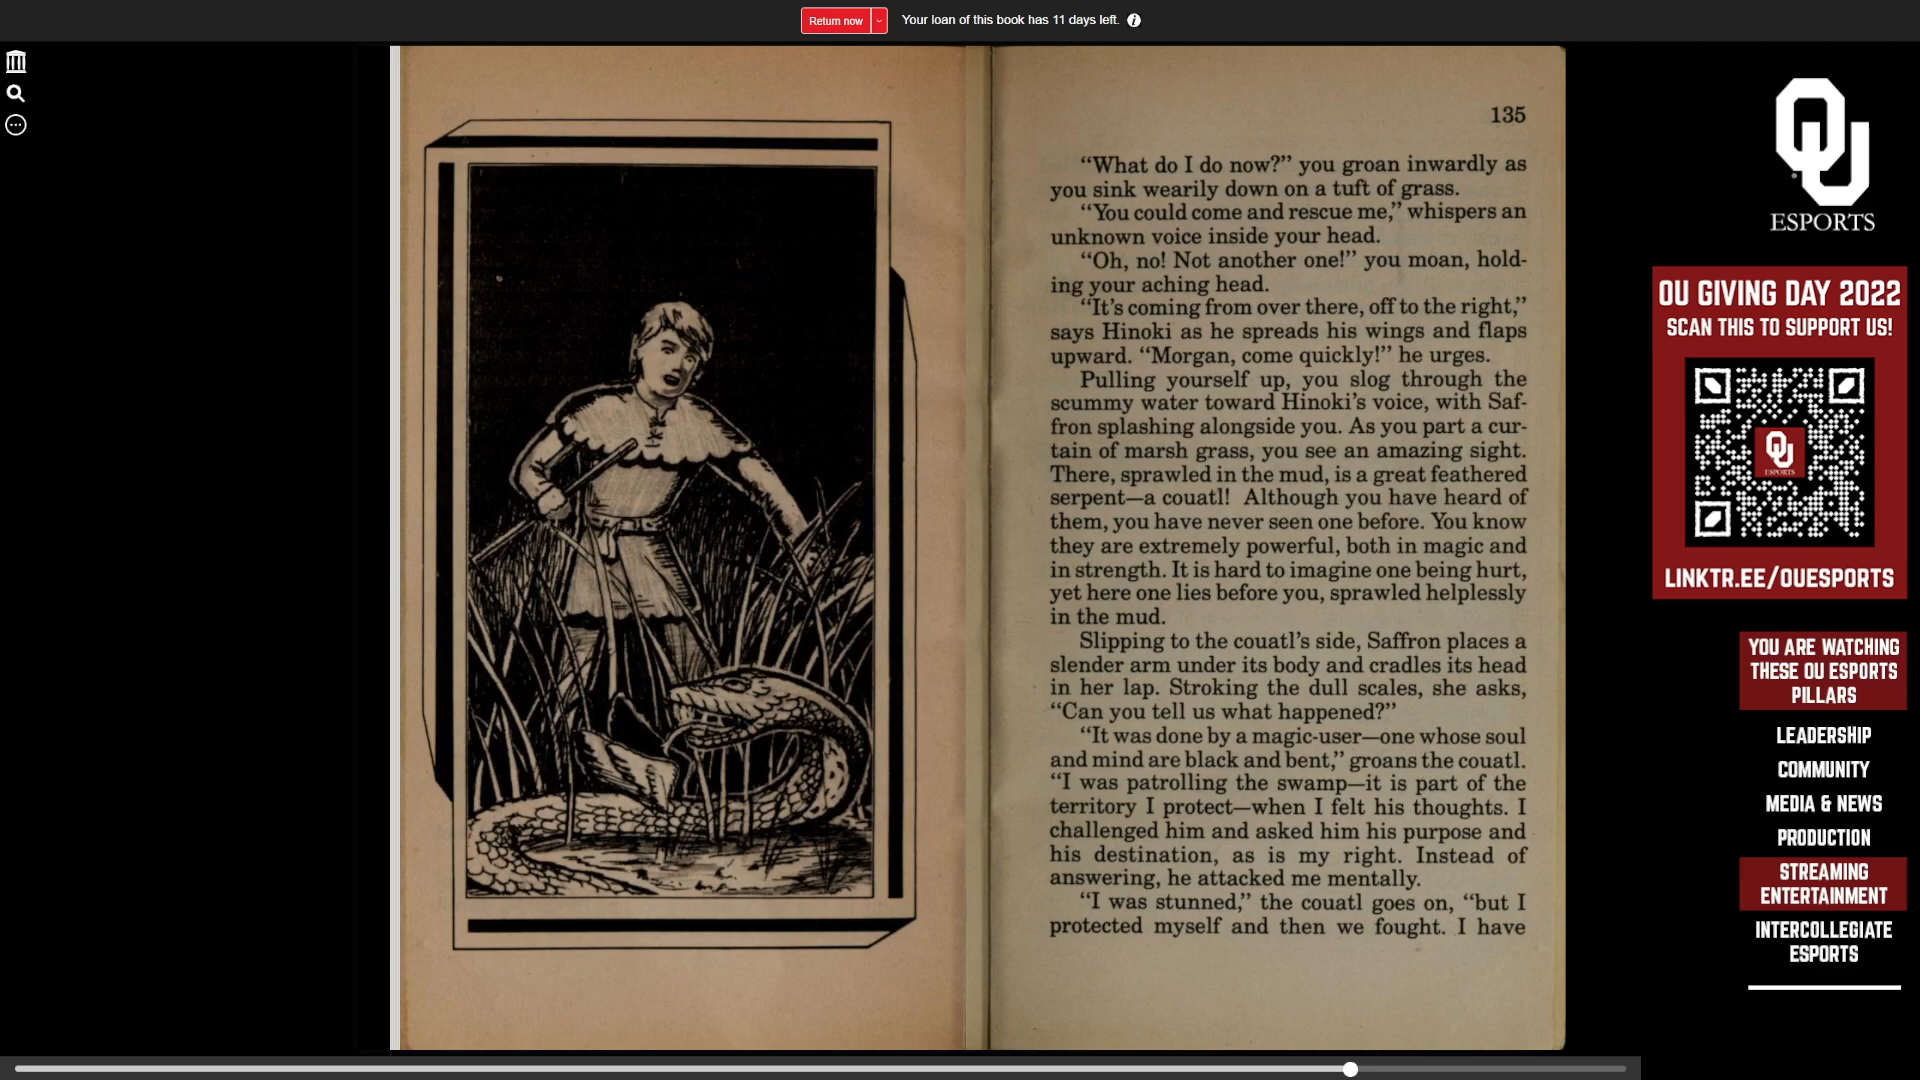 Return now
Your loan of this book has 11 days left.
135
“What do I do now?” you groan inwardly as
you sink wearily down on a tuft of grass.
“You could come and rescue me,” whispers an
unknown voice inside your head.
“Oh, no! Not another one!” you moan, hold-
ing your aching head.
“It’s coming from over there, off to the right,”
says Hinoki as he spreads his wings and flaps
upward. “Morgan, come quickly!” he urges.
Pulling yourself up, you slog through the
scummy water toward Hinoki’s voice, with Saf-
fron splashing alongside you. As you part a cur-
tain of marsh grass, you see an amazing sight.
There, sprawled in the mud, is a great feathered
serpent—a couatl! Although you have heard of
them, you have never seen one before. You know
they are extremely powerful, both in magic and
in strength. It is hard to imagine one being hurt,
yet here one lies before you, sprawled helplessly
in the mud.
Slipping to the couatl’s side, Saffron places a
slender arm under its body and cradles its head
in her lap. Stroking the dull scales, she asks,
“Can you tell us what happened?”
“It was done by a magic-user—one whose soul
and mind are black and bent,” groans the couatl.
“I was patrolling the swamp—it is part of the
territory I protect—when I felt his thoughts. I
challenged him and asked him his purpose and
his destination, as is my right. Instead of
answering, he attacked me mentally.
“I was stunned,” the couatl goes on, “but I
protected myself and then we fought. I have
OU
ESPORTS
OU GIVING DAY 2022
SCAN THIS TO SUPPORT US!
OU
ESPORTS
LINKTR.EE/OUESPORTS
YOU ARE WATCHING
THESE OU ESPORTS
PILLARS
LEADERSHIP
COMMUNITY
MEDIA & NEWS
PRODUCTION
STREAMING
ENTERTAINMENT
INTERCOLLEGIATE
ESPORTS